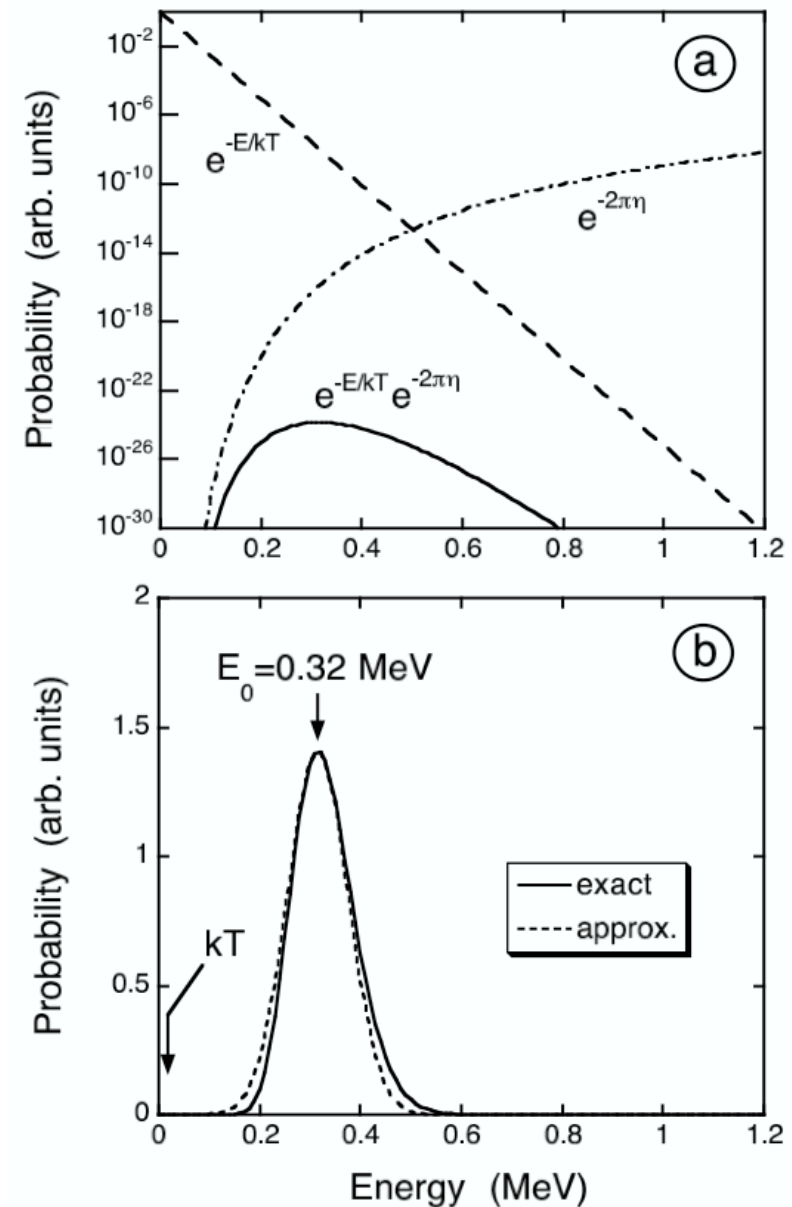 Probability (arb. units)
10⁻²
10⁻⁶
10⁻¹⁰
10⁻¹⁴
10⁻¹⁸
10⁻²²
10⁻²⁶
10⁻³⁰
a
e⁻ᴱ/ᵏᵀ
e⁻²πη
e⁻ᴱ/ᵏᵀe⁻²πη
0 0.2 0.4 0.6 0.8 1 1.2
Probability (arb. units)
2
1.5
1
0.5
0
b
E₀=0.32 MeV
kT
exact
approx.
0 0.2 0.4 0.6 0.8 1 1.2
Energy (MeV)